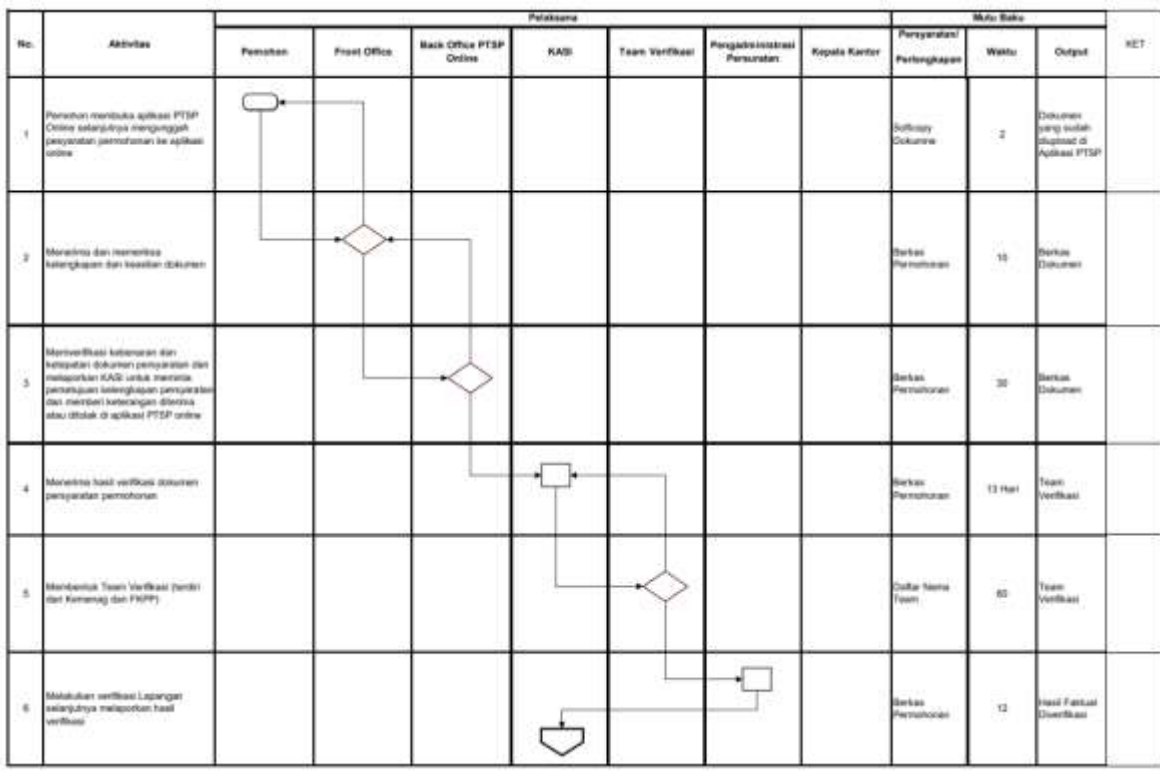 Pelaksana
Mutu Baku
No.
Aktivitas
Pemohon
Front Office
Back Office PTSP
Online
KASI
Team Verifikasi
Pengadministrasi
Persuratan
Kepala Kantor
Persyaratan/
Perlengkapan
Waktu
Output
KET
1
Pemohon membuka aplikasi PTSP
Online selanjutnya mengunggah
persyaratan permohonan ke aplikasi
online
Softcopy
Dokumne
2
Dokumen
yang sudah
diupload di
Aplikasi PTSP
2
Menerima dan memeriksa
kelengkapan dan keaslian dokumen
Berkas
Permohonan
10
Berkas
Dokumen
3
Memverifikasi kebenaran dan
ketepatan dokumen persyaratan dan
melaporkan KASI untuk meminta
persetujuan kelengkapan persyaratan
dan memberi keterangan diterima
atau ditolak di aplikasi PTSP online
Berkas
Permohonan
30
Berkas
Dokumen
4
Menerima hasil verifikasi dokumen
persyaratan permohonan
Berkas
Permohonan
13 Hari
Team
Verifikasi
5
Membentuk Team Verifikasi (terdiri
dari Kemenag dan FKPP)
Daftar Nama
Team
60
Team
Verifikasi
6
Melakukan verifikasi Lapangan
selanjutnya melaporkan hasil
verifikasi
Berkas
Permohonan
12
Hasil Faktual
Diverifikasi